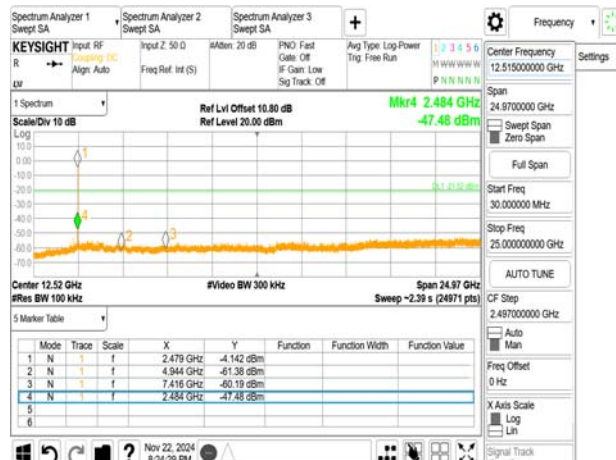 Spectrum Analyzer 1
Swept SA
Spectrum Analyzer 2
Swept SA
Spectrum Analyzer 3
Swept SA
+
Frequency
KEYSIGHT
R
Input: RF
Coupling: DC
Align: Auto
Input Z: 50 Ω
Freq Ref: Int (S)
#Atten: 20 dB
PNO: Fast
Gate: Off
IF Gain: Low
Sig Track: Off
Avg Type: Log-Power
Trig: Free Run
1 2 3 4 5 6
M W W W W W
P N N N N N
Settings
Center Frequency
12.515000000 GHz
Span
24.9700000 GHz
Swept Span
Zero Span
Full Span
Start Freq
30.000000 MHz
Stop Freq
25.000000000 GHz
AUTO TUNE
CF Step
2.497000000 GHz
Auto
Man
Freq Offset
0 Hz
X Axis Scale
Log
Lin
Signal Track
1 Spectrum
Scale/Div 10 dB
Log
Ref Lvl Offset 10.80 dB
Ref Level 20.00 dBm
Mkr4 2.484 GHz
-47.48 dBm
10.0
0.00
-10.0
-20.0
-30.0
-40.0
-50.0
-60.0
-70.0
1
4
2
3
Center 12.52 GHz
#Res BW 100 kHz
#Video BW 300 kHz
Span 24.97 GHz
Sweep ~2.39 s (24971 pts)
5 Marker Table
Mode Trace Scale X Y Function Function Width Function Value
1 N 1 f 2.479 GHz -4.142 dBm
2 N 1 f 4.944 GHz -61.38 dBm
3 N 1 f 7.416 GHz -60.19 dBm
4 N 1 f 2.484 GHz -47.48 dBm
5
6
?
Nov 22, 2024
8:24:29 PM